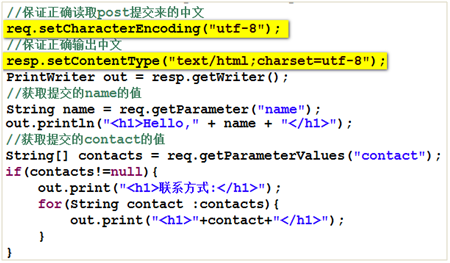 //保证正确读取post提交来的中文
req.setCharacterEncoding("utf-8");
//保证正确输出中文
resp.setContentType("text/html;charset=utf-8");
PrintWriter out = resp.getWriter();
//获取提交的name的值
String name = req.getParameter("name");
out.println("<h1>Hello," + name + "</h1>");
//获取提交的contact的值
String[] contacts = req.getParameterValues("contact");
if(contacts!=null){
    out.print("<h1>联系方式:</h1>");
    for(String contact :contacts){
        out.print("<h1>"+contact+"</h1>");
    }
}